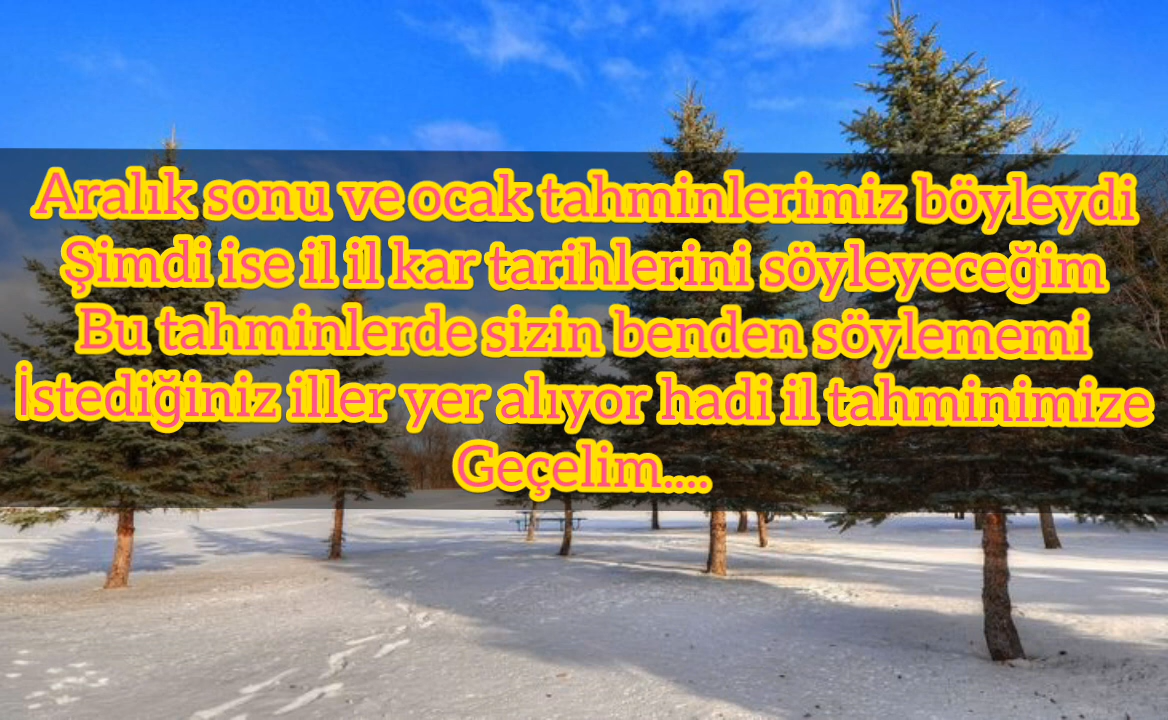 Aralık sonu ve ocak tahminlerimiz böyleydi
Şimdi ise il il kar tarihlerini söyleyeceğim
Bu tahminlerde sizin benden söylememi
İstediğiniz iller yer alıyor hadi il tahminimize
Geçelim....